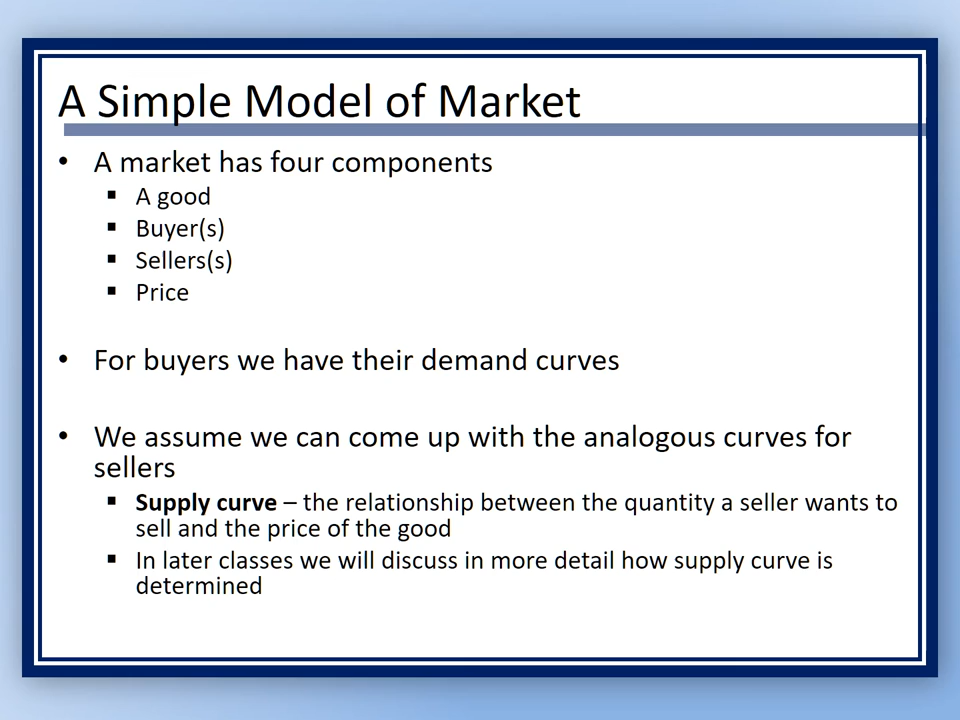 A Simple Model of Market
• A market has four components
▪ A good
▪ Buyer(s)
▪ Sellers(s)
▪ Price
• For buyers we have their demand curves
• We assume we can come up with the analogous curves for
sellers
▪ Supply curve – the relationship between the quantity a seller wants to
sell and the price of the good
▪ In later classes we will discuss in more detail how supply curve is
determined